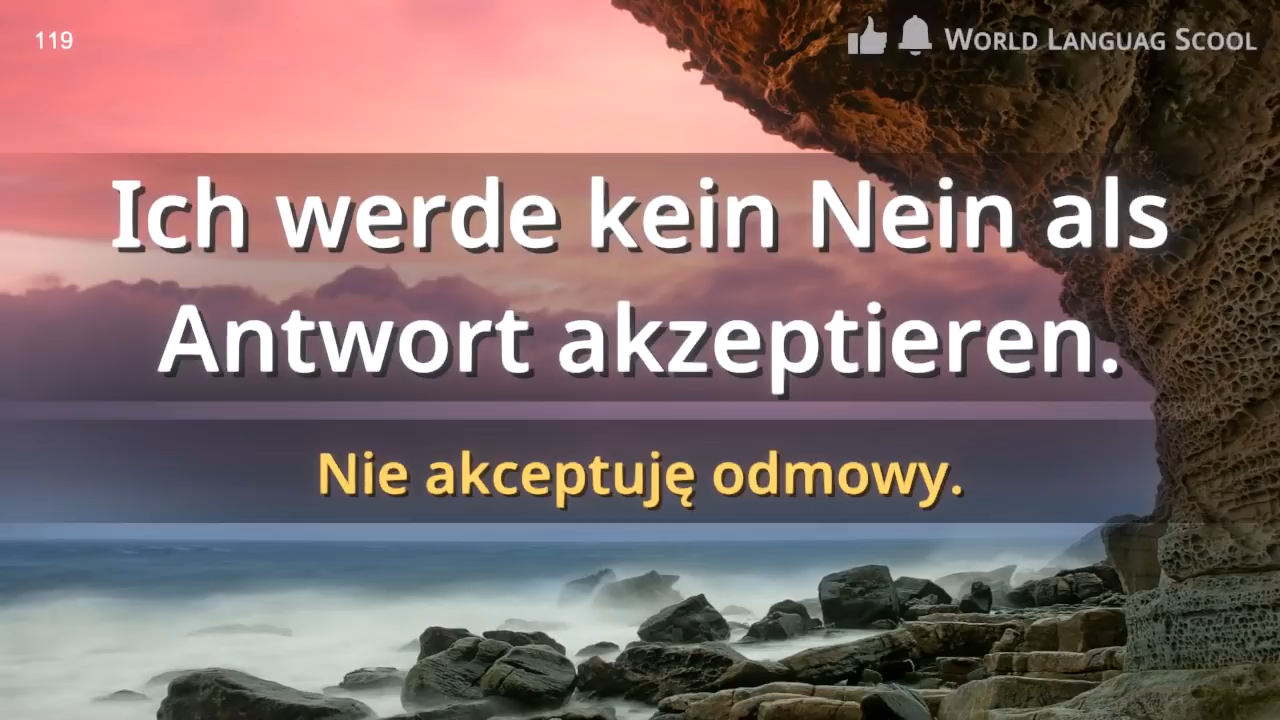 119
World Languag Scool
Ich werde kein Nein als
Antwort akzeptieren.
Nie akceptuję odmowy.